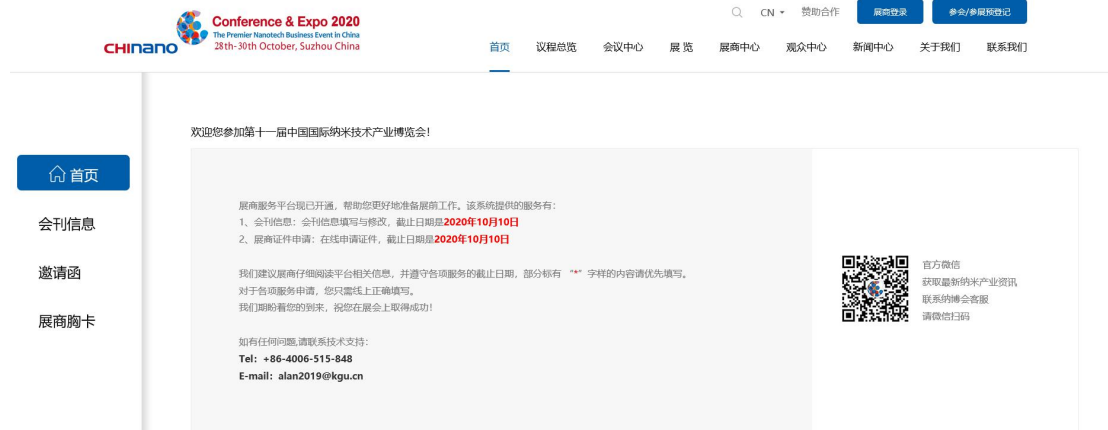 CN 赞助合作 展商登录 参会/参展预登记
CHInano
Conference & Expo 2020
The Premier Nanotech Business Event in China
28th-30th October, Suzhou China
首页 议程总览 会议中心 展 览 展商中心 观众中心 新闻中心 关于我们 联系我们
欢迎您参加第十一届中国国际纳米技术产业博览会!
首页
会刊信息
邀请函
展商胸卡
展商服务平台现已开通,帮助您更好地准备展前工作。该系统提供的服务有:
1、会刊信息:会刊信息填写与修改,截止日期是2020年10月10日
2、展商证件申请:在线申请证件,截止日期是2020年10月10日
我们建议展商仔细阅读平台相关信息,并遵守各项服务的截止日期,部分标有 “*” 字样的内容请优先填写。
对于各项服务申请,您只需线上正确填写。
我们期盼着您的到来,祝您在展会上取得成功!
如有任何问题,请联系技术支持:
Tel: +86-4006-515-848
E-mail: alan2019@kgu.cn
官方微信
获取最新纳米产业资讯
联系纳博会客服
请微信扫码